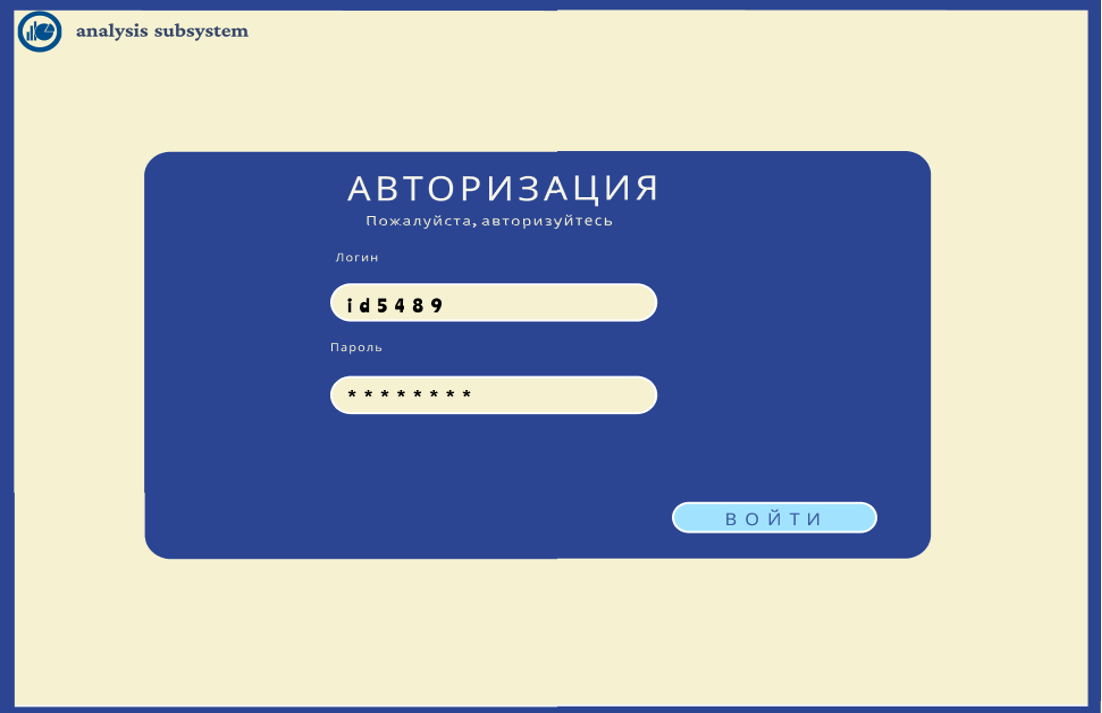 analysis subsystem
АВТОРИЗАЦИЯ
Пожалуйста, авторизуйтесь
Логин
id5489
Пароль
********
ВОЙТИ